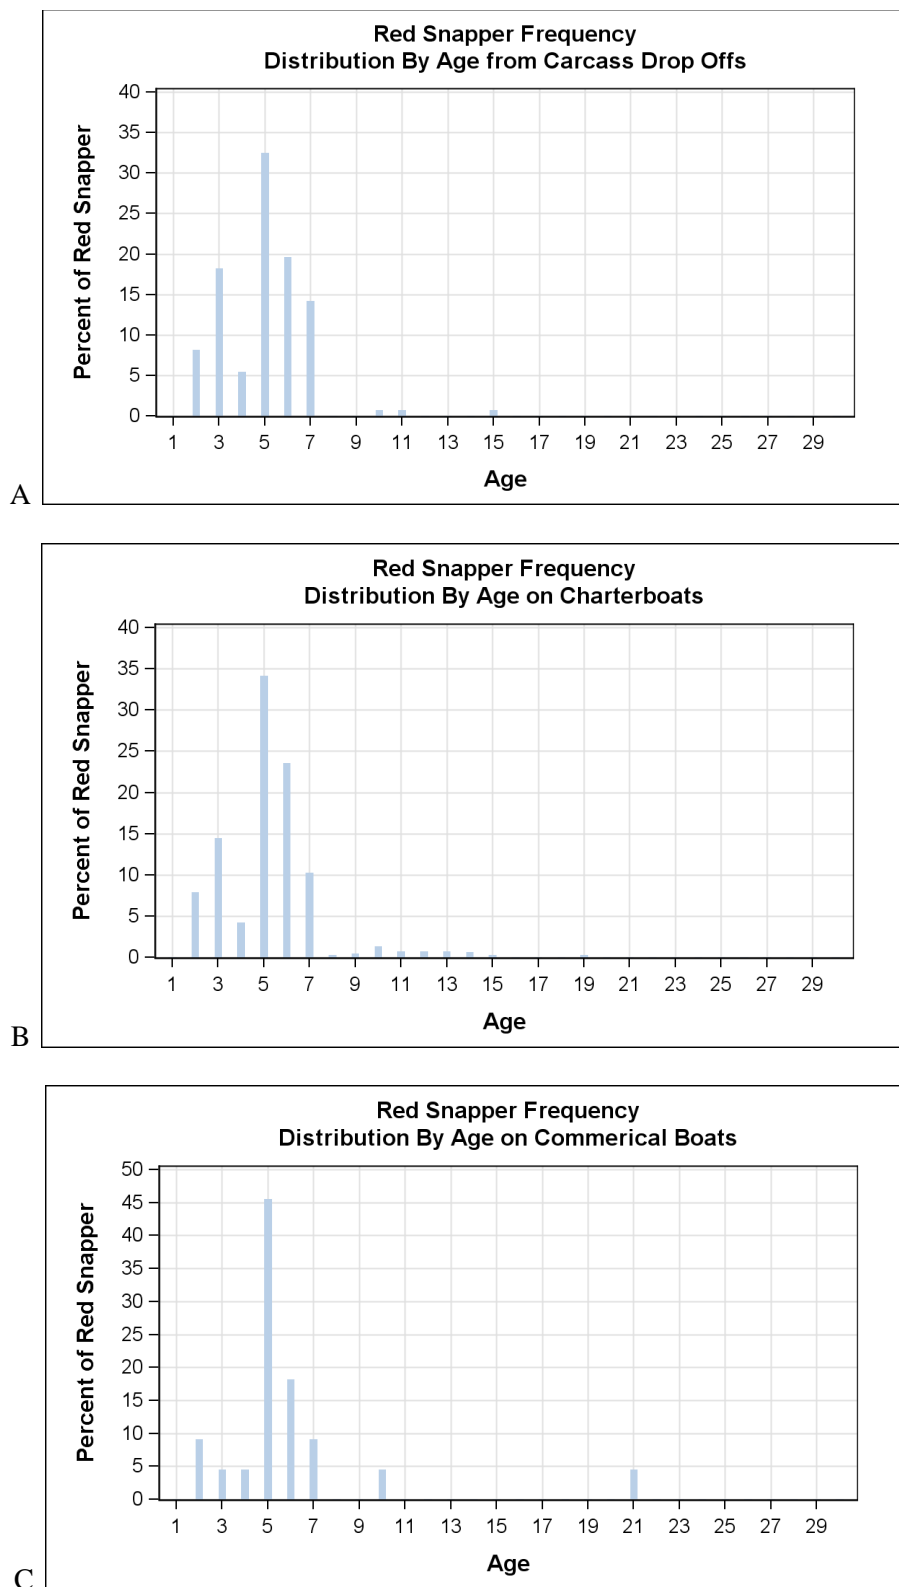 Red Snapper Frequency
Distribution By Age from Carcass Drop Offs
Percent of Red Snapper
40
35
30
25
20
15
10
5
0
1 3 5 7 9 11 13 15 17 19 21 23 25 27 29
Age
A
Red Snapper Frequency
Distribution By Age on Charterboats
Percent of Red Snapper
40
35
30
25
20
15
10
5
0
1 3 5 7 9 11 13 15 17 19 21 23 25 27 29
Age
B
Red Snapper Frequency
Distribution By Age on Commerical Boats
Percent of Red Snapper
50
45
40
35
30
25
20
15
10
5
0
1 3 5 7 9 11 13 15 17 19 21 23 25 27 29
Age
C